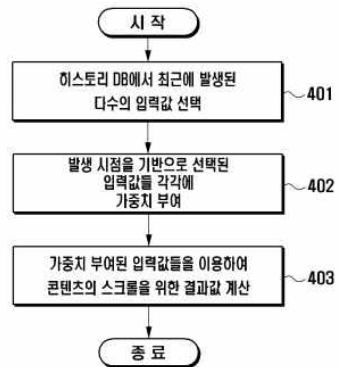 시 작
히스토리 DB에서 최근에 발생된
다수의 입력값 선택
401
발생 시점을 기반으로 선택된
입력값들 각각에
가중치 부여
402
가중치 부여된 입력값들을 이용하여
콘텐츠의 스크롤을 위한 결과값 계산
403
종 료